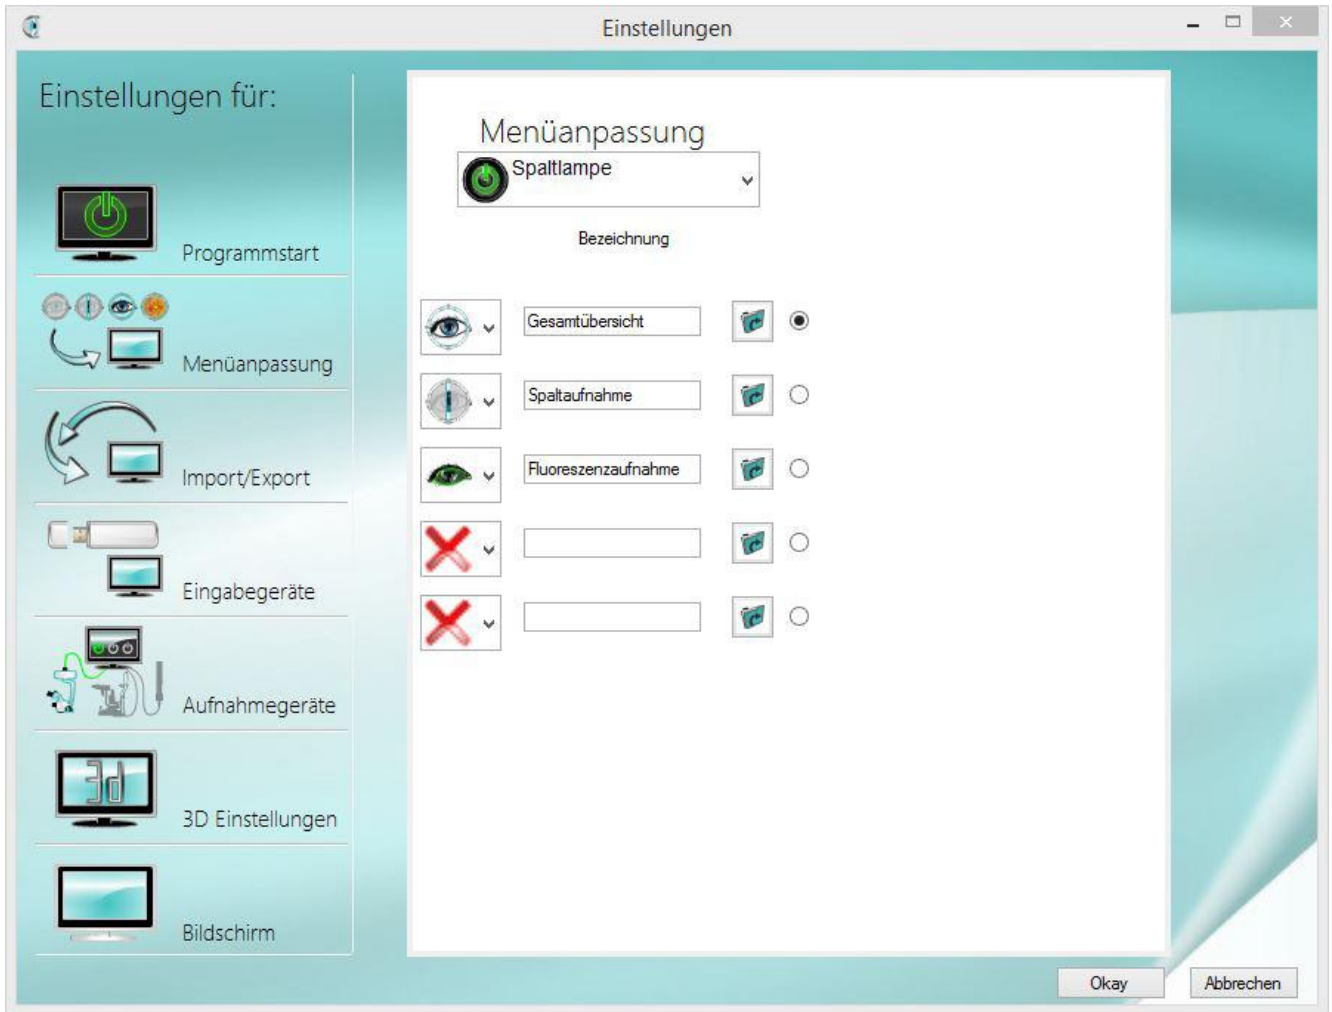 Einstellungen
Einstellungen für:
Programmstart
Menüanpassung
Import/Export
Eingabegeräte
Aufnahmegeräte
3d
3D Einstellungen
Bildschirm
Menüanpassung
Spaltlampe
Bezeichnung
Gesamtübersicht
Spaltaufnahme
Fluoreszenzaufnahme
Okay
Abbrechen